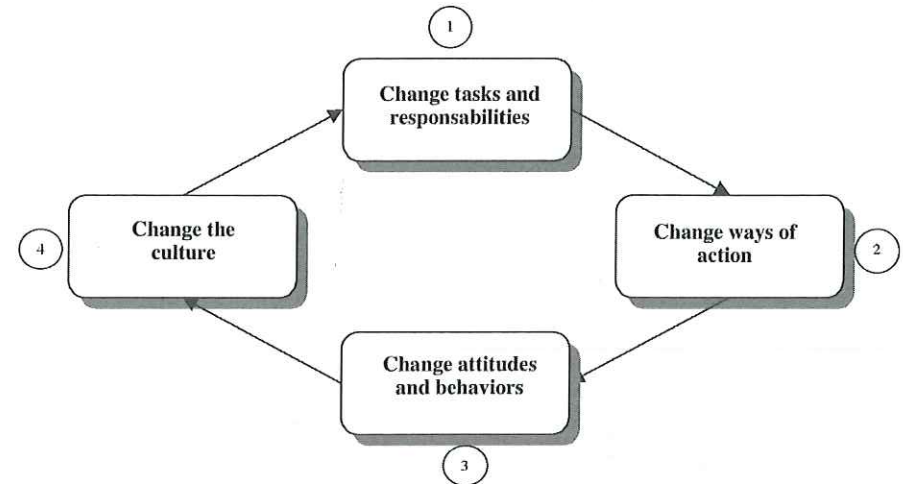 1
Change tasks and
responsabilities
Change the
culture
4
Change ways of
action
2
Change attitudes
and behaviors
3